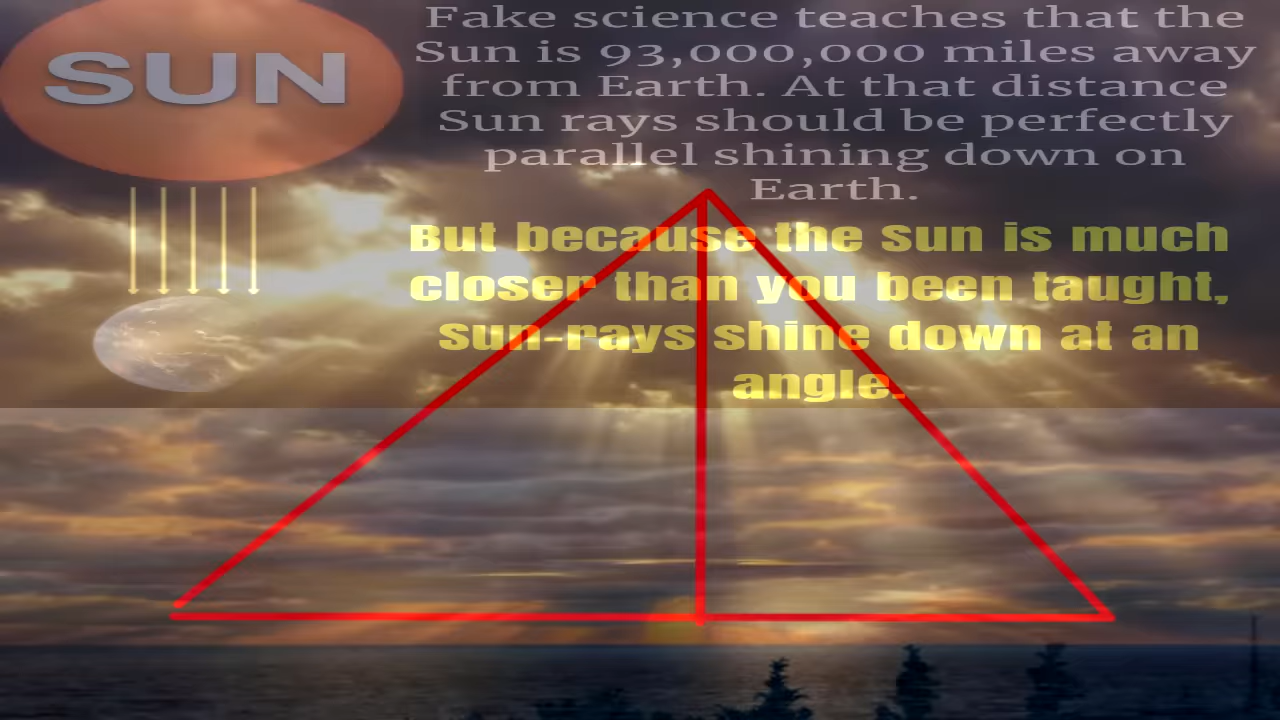 SUN
Fake science teaches that the
Sun is 93,000,000 miles away
from Earth. At that distance
Sun rays should be perfectly
parallel shining down on
Earth.
But because the Sun is much
closer than you been taught,
Sun-rays shine down at an
angle.